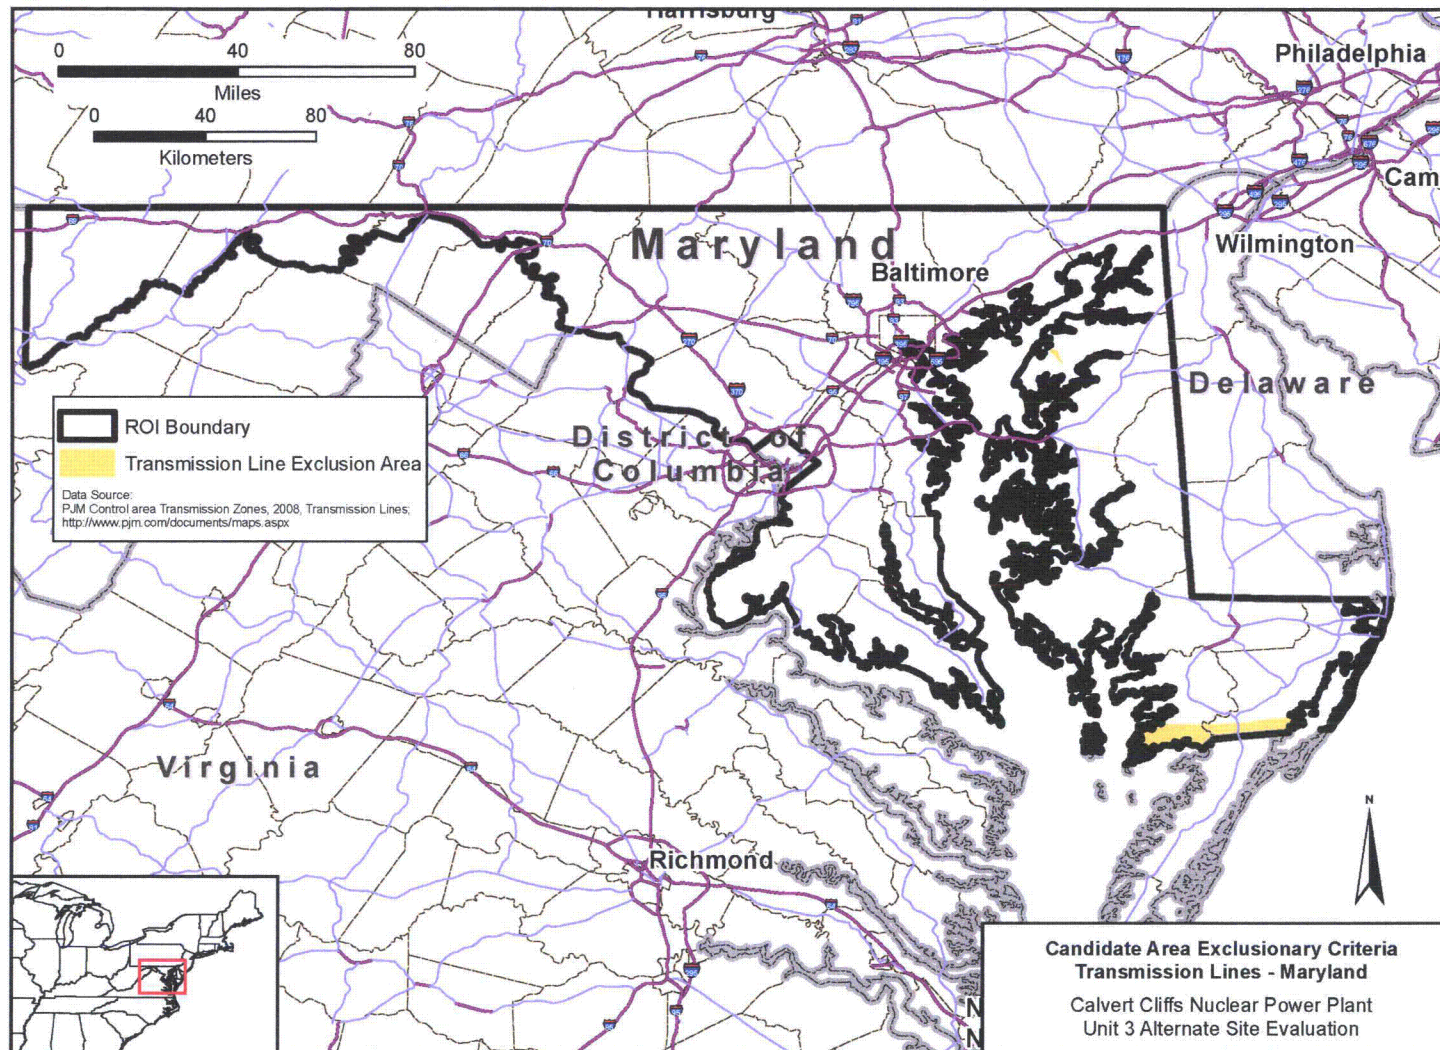 Harrisburg
0 40 80
Miles
0 40 80
Kilometers
Philadelphia
Cam
Wilmington
Maryland
Baltimore
Delaware
District of
Columbia
ROI Boundary
Transmission Line Exclusion Area
Data Source:
PJM Control area Transmission Zones, 2008, Transmission Lines;
http://www.pjm.com/documents/maps.aspx
Virginia
Richmond
N
N
N
Candidate Area Exclusionary Criteria
Transmission Lines - Maryland
Calvert Cliffs Nuclear Power Plant
Unit 3 Alternate Site Evaluation